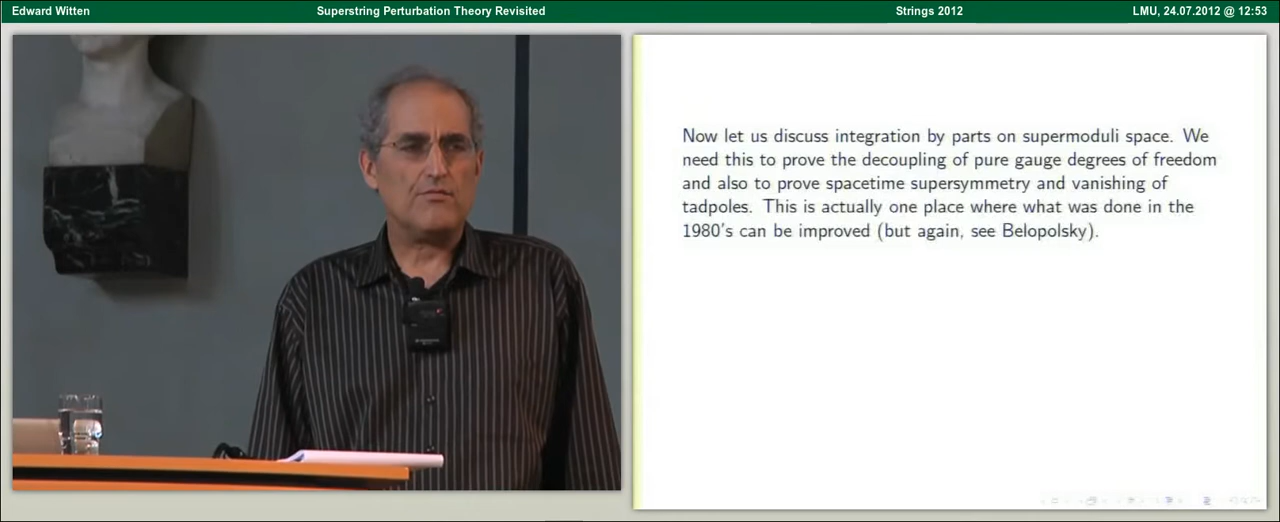 Edward Witten Superstring Perturbation Theory Revisited Strings 2012 LMU, 24.07.2012 @ 12:53
Now let us discuss integration by parts on supermoduli space. We
need this to prove the decoupling of pure gauge degrees of freedom
and also to prove spacetime supersymmetry and vanishing of
tadpoles. This is actually one place where what was done in the
1980's can be improved (but again, see Belopolsky).